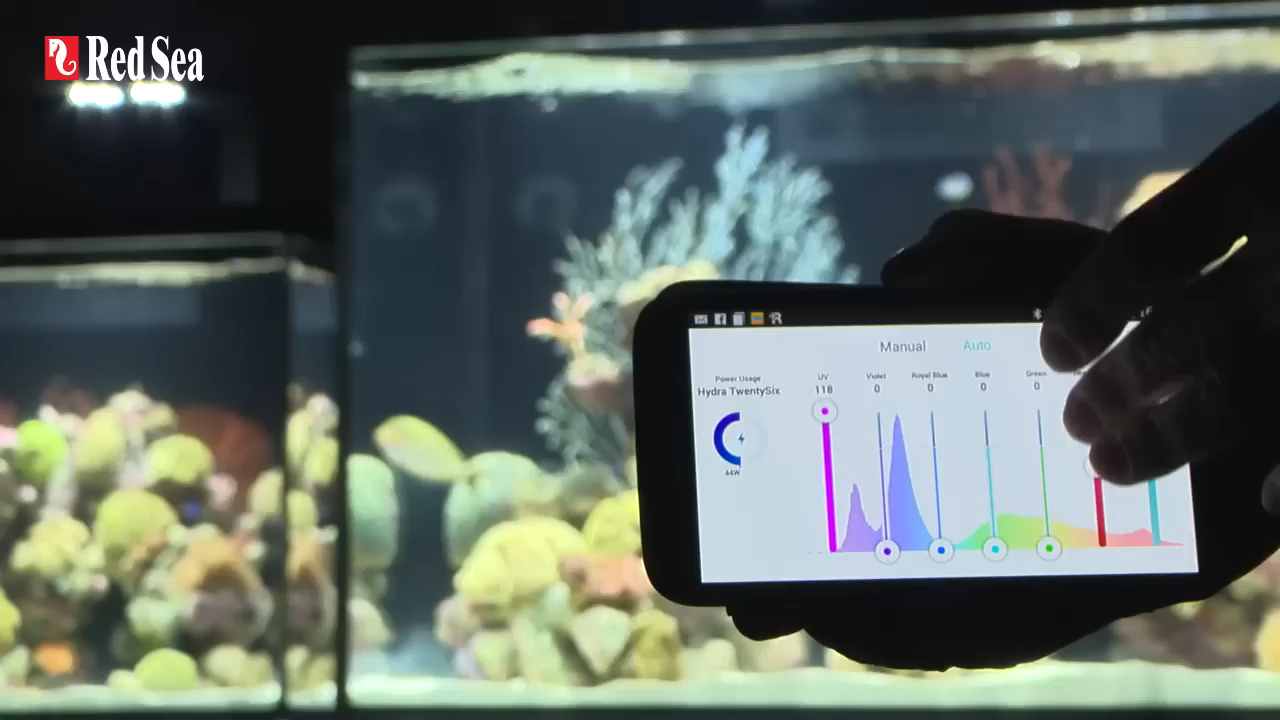 Red Sea
Manual Auto
Power Usage
Hydra TwentySix
44W
UV Violet Royal Blue Blue Green
118 0 0 0 0